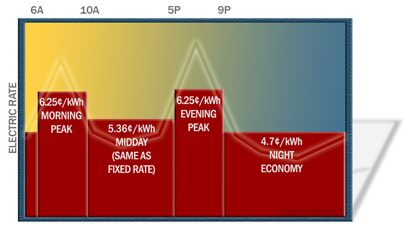 6A 10A 5P 9P
ELECTRIC RATE
6.25¢/kWh
MORNING
PEAK
5.36¢/kWh
MIDDAY
(SAME AS
FIXED RATE)
6.25¢/kWh
EVENING
PEAK
4.7¢/kWh
NIGHT
ECONOMY